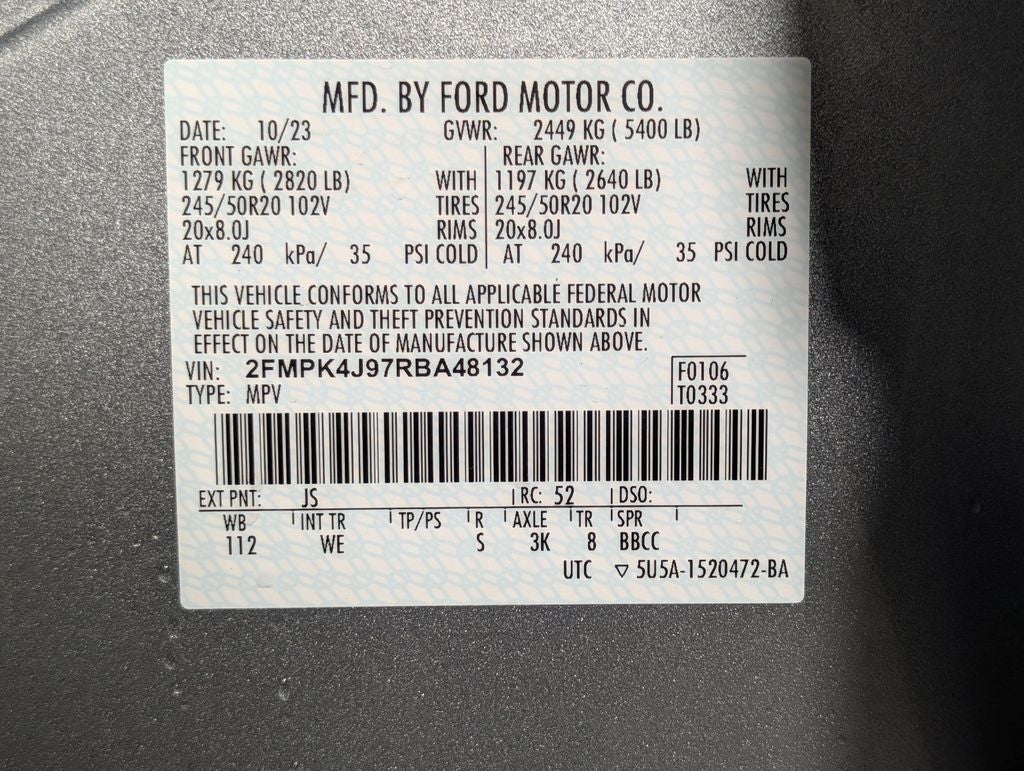 MFD. BY FORD MOTOR CO.
DATE: 10/23 GVWR: 2449 KG ( 5400 LB)
FRONT GAWR: REAR GAWR:
1279 KG ( 2820 LB) WITH 1197 KG ( 2640 LB) WITH
245/50R20 102V TIRES 245/50R20 102V TIRES
20x8.0J RIMS 20x8.0J RIMS
AT 240 kPa/ 35 PSI COLD AT 240 kPa/ 35 PSI COLD
THIS VEHICLE CONFORMS TO ALL APPLICABLE FEDERAL MOTOR
VEHICLE SAFETY AND THEFT PREVENTION STANDARDS IN
EFFECT ON THE DATE OF MANUFACTURE SHOWN ABOVE.
VIN: 2FMPK4J97RBA48132 F0106
TYPE: MPV T0333
EXT PNT: JS RC: 52 DSO:
WB INT TR TP/PS R AXLE TR SPR
112 WE S 3K 8 BBCC
UTC ▽ 5U5A-1520472-BA